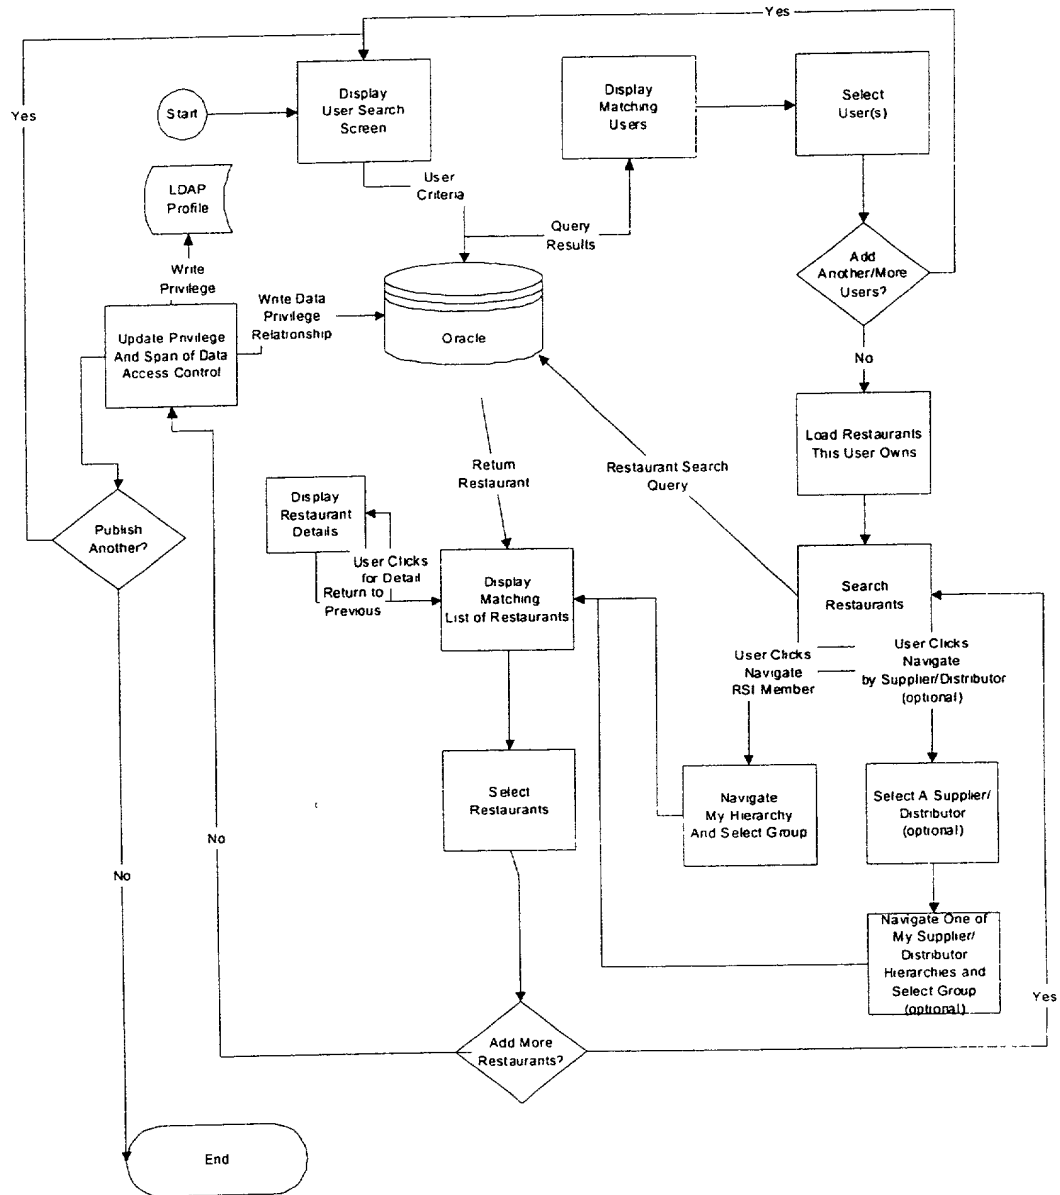 Yes
Yes
Start
Display
User Search
Screen
Display
Matching
Users
Select
User(s)
LDAP
Profile
User
Criteria
Query
Results
Add
Another/More
Users?
Write
Privilege
Write Data
Privilege
Relationship
Oracle
Update Privilege
And Span of Data
Access Control
No
Load Restaurants
This User Owns
Return
Restaurant
Restaurant Search
Query
Display
Restaurant
Details
Publish
Another?
User Clicks
for Detail
Return to
Previous
Display
Matching
List of Restaurants
Search
Restaurants
User Clicks
Navigate
RSI Member
User Clicks
Navigate
by Supplier/Distributor
(optional)
Select
Restaurants
Navigate
My Hierarchy
And Select Group
Select A Supplier/
Distributor
(optional)
No
No
Navigate One of
My Supplier/
Distributor
Hierarchies and
Select Group
(optional)
Yes
Add More
Restaurants?
End